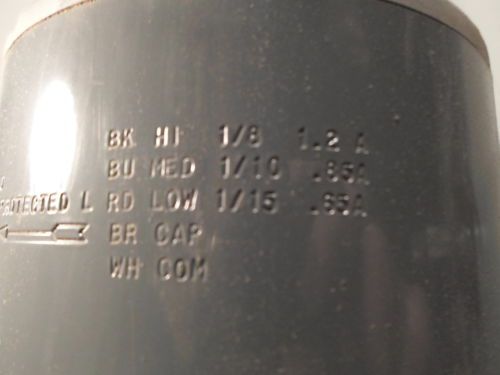 BK HI 1/8 1.2 A
BU MED 1/10 .85A
PROTECTED L RD LOW 1/15 .65A
BR CAP
WH COM